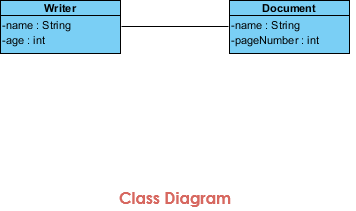 Writer
-name : String
-age : int
Document
-name : String
-pageNumber : int
Class Diagram